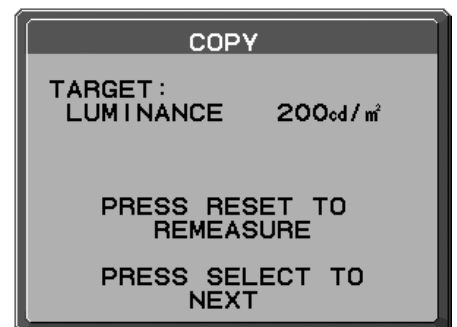 COPY
TARGET:
LUMINANCE 200cd/㎡
PRESS RESET TO
REMEASURE
PRESS SELECT TO
NEXT